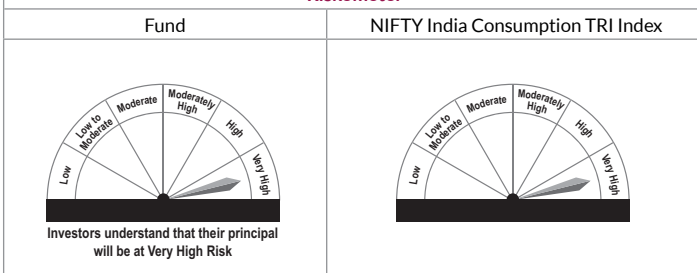 Fund
NIFTY India Consumption TRI Index
Low
Low to
Moderate
Moderate
Moderately
High
High
Very High
Low
Low to
Moderate
Moderate
Moderately
High
High
Very High
Investors understand that their principal
will be at Very High Risk